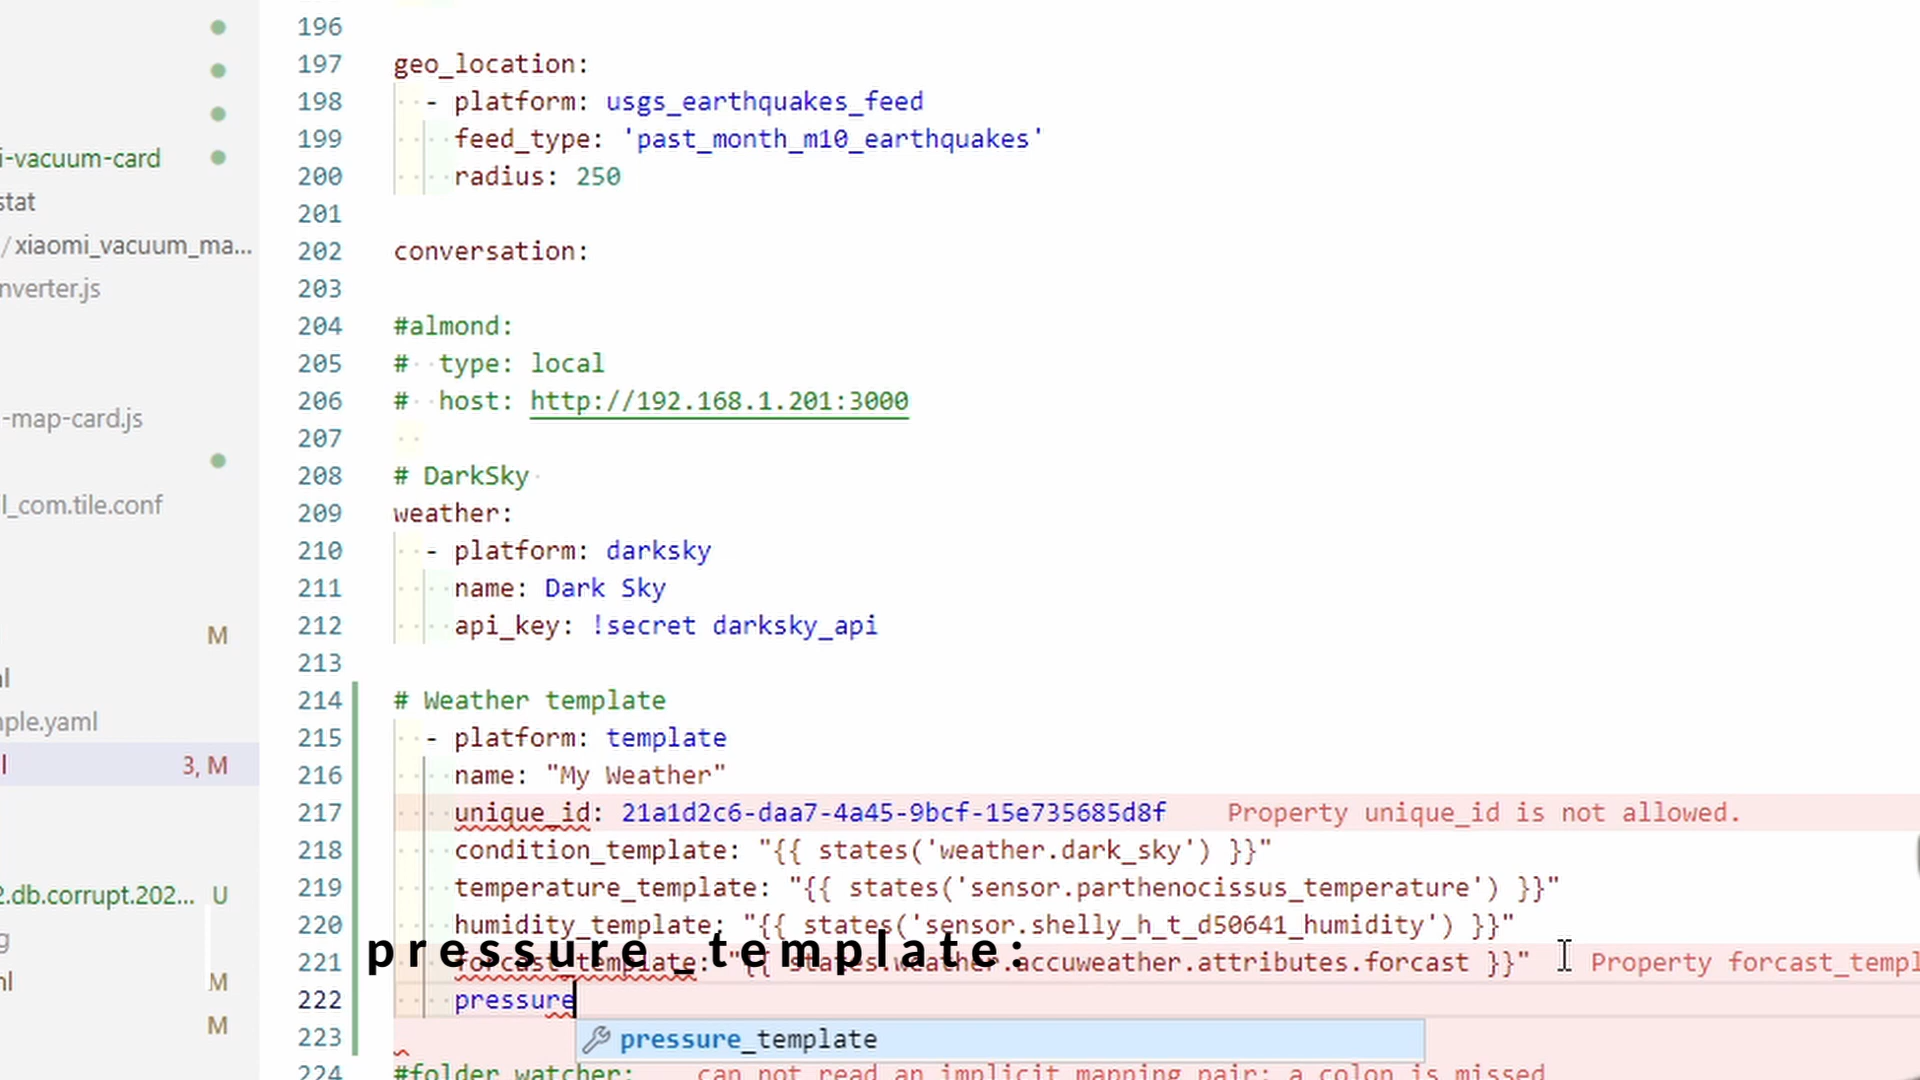 196
197 geo_location:
198 - platform: usgs_earthquakes_feed
199 feed_type: 'past_month_m10_earthquakes'
200 radius: 250
201
202 conversation:
203
204 #almond:
205 # type: local
206 # host: http://192.168.1.201:3000
207
208 # DarkSky
209 weather:
210 - platform: darksky
211 name: Dark Sky
212 api_key: !secret darksky_api
213
214 # Weather template
215 - platform: template
216 name: "My Weather"
217 unique_id: 21a1d2c6-daa7-4a45-9bcf-15e735685d8f Property unique_id is not allowed.
218 condition_template: "{{ states('weather.dark_sky') }}"
219 temperature_template: "{{ states('sensor.parthenocissus_temperature') }}"
220 humidity_template: "{{ states('sensor.shelly_h_t_d50641_humidity') }}"
pressure_template:
221 forcast_template: "{{ states.weather.accuweather.attributes.forcast }}" Property forcast_templ
222 pressure
pressure_template
223
224 #folder_watcher: can not read an implicit mapping pair; a colon is missed
i-vacuum-card
stat
/xiaomi_vacuum_ma...
nverter.js
-map-card.js
l_com.tile.conf
M
l
ple.yaml
l 3, M
2.db.corrupt.202... U
g
nl M
M